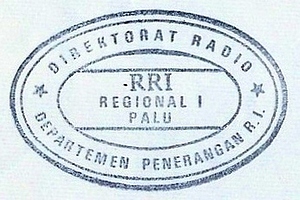 ★ DIREKTORAT RADIO ★
-RRI
REGIONAL I
PALU
DEPARTEMEN PENERANGAN R.I.